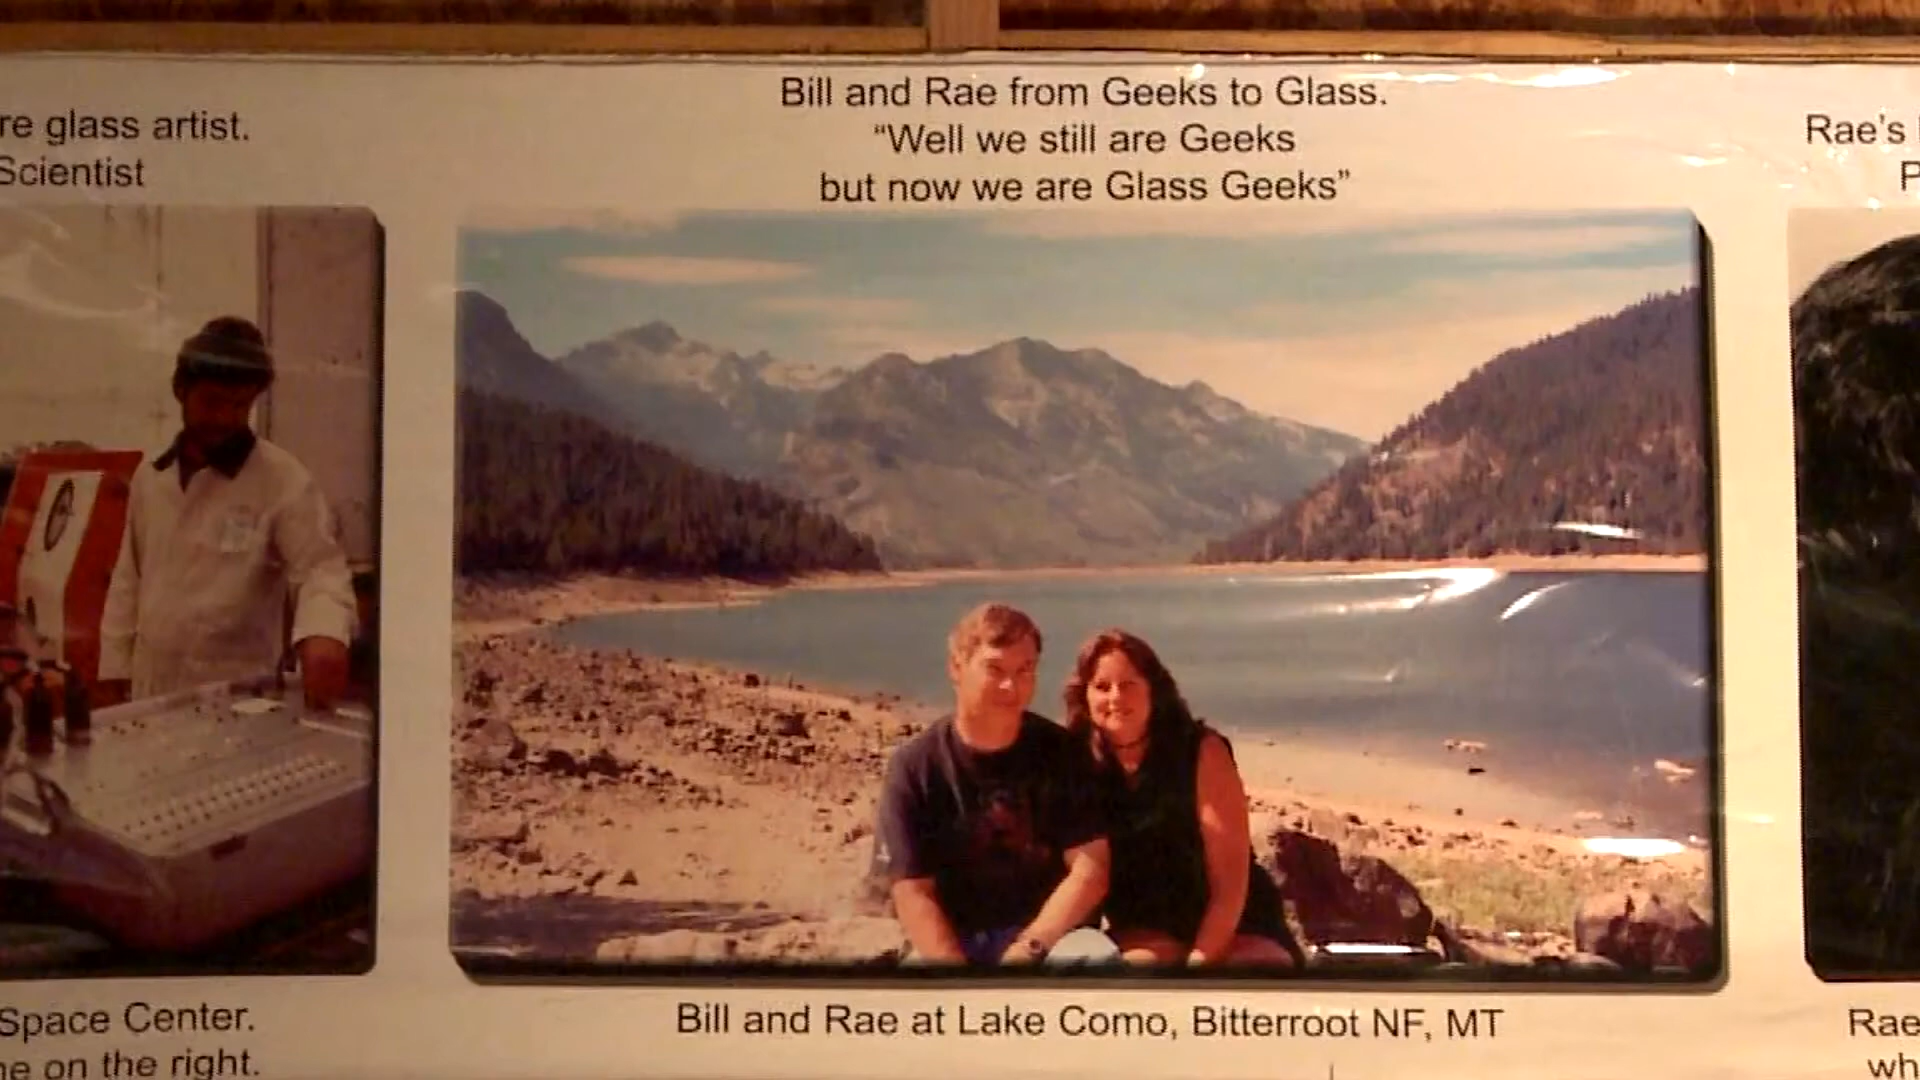 re glass artist.
Scientist
Space Center.
e on the right.
Bill and Rae from Geeks to Glass.
“Well we still are Geeks
but now we are Glass Geeks”
Bill and Rae at Lake Como, Bitterroot NF, MT
Rae's
P
Rae
wh